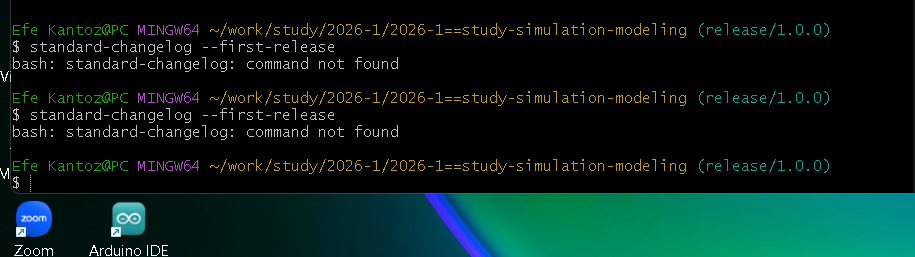 Efe Kantoz@PC MINGW64 ~/work/study/2026-1/2026-1==study-simulation-modeling (release/1.0.0)
$ standard-changelog --first-release
bash: standard-changelog: command not found
Vi
Efe Kantoz@PC MINGW64 ~/work/study/2026-1/2026-1==study-simulation-modeling (release/1.0.0)
$ standard-changelog --first-release
bash: standard-changelog: command not found
Efe Kantoz@PC MINGW64 ~/work/study/2026-1/2026-1==study-simulation-modeling (release/1.0.0)
M
$
zoom
Zoom
Arduino IDE